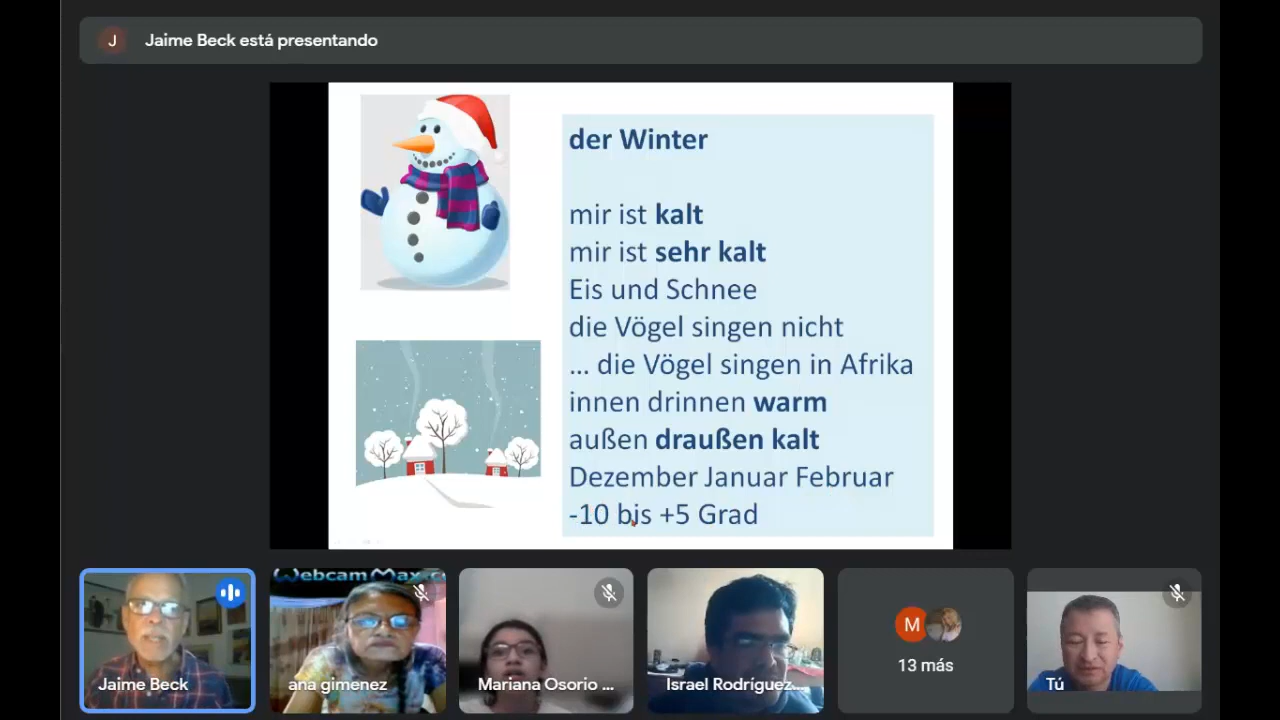 J
Jaime Beck está presentando
der Winter
mir ist kalt
mir ist sehr kalt
Eis und Schnee
die Vögel singen nicht
... die Vögel singen in Afrika
innen drinnen warm
außen draußen kalt
Dezember Januar Februar
-10 bis +5 Grad
WebcamMax.c
Jaime Beck
ana gimenez
Mariana Osorio ...
Israel Rodríguez...
M
13 más
Tú